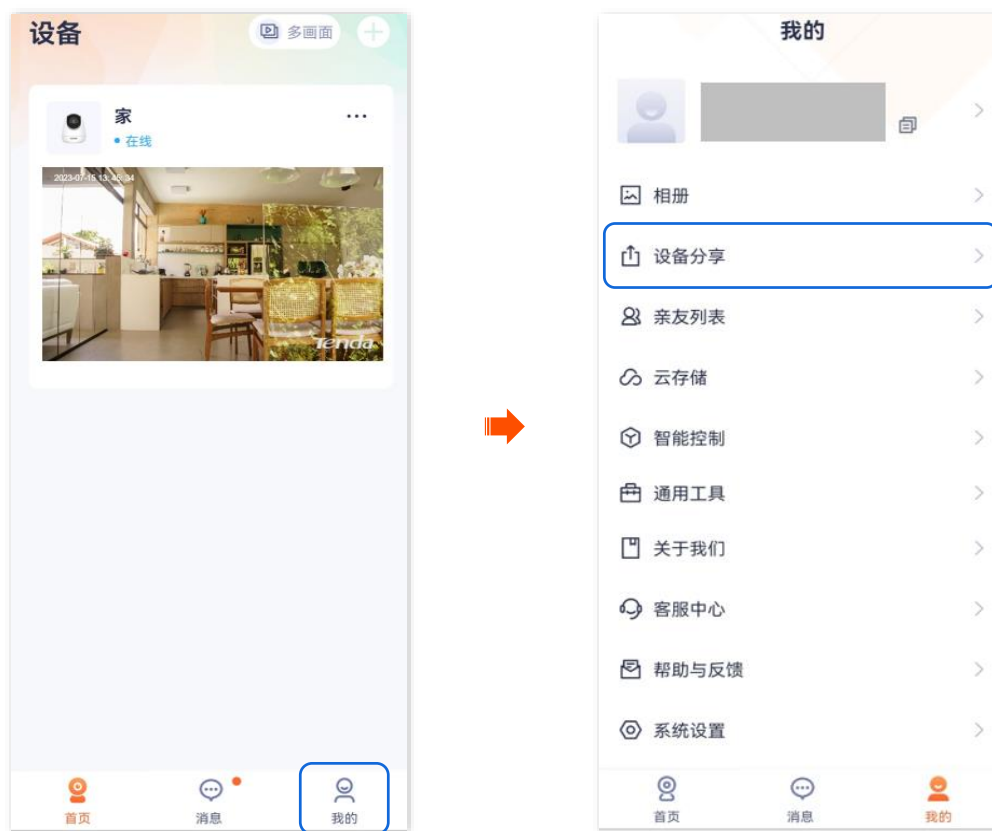 设备
多画面
家
在线
2023-07-15 13:45:34
Tenda
首页
消息
我的
我的
相册
设备分享
亲友列表
云存储
智能控制
通用工具
关于我们
客服中心
帮助与反馈
系统设置
首页
消息
我的